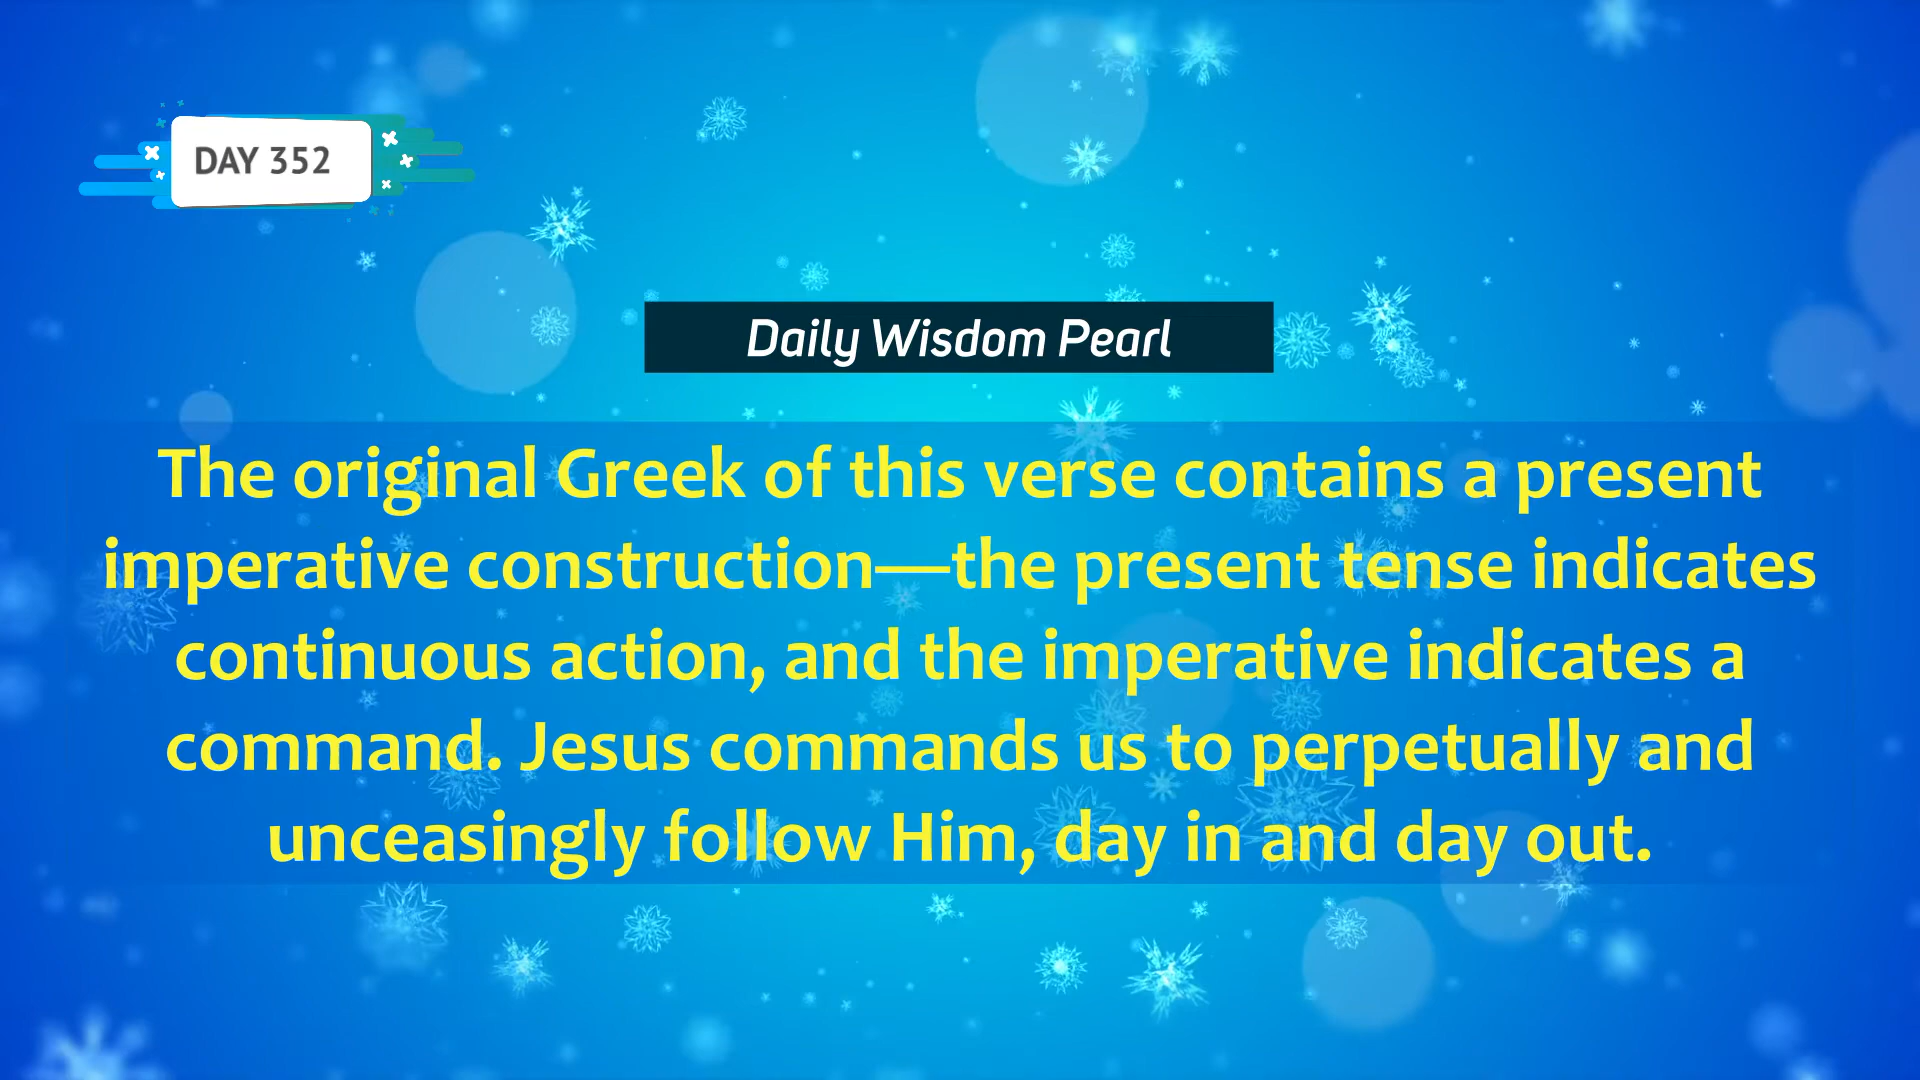 DAY 352
Daily Wisdom Pearl
The original Greek of this verse contains a present
imperative construction—the present tense indicates
continuous action, and the imperative indicates a
command. Jesus commands us to perpetually and
unceasingly follow Him, day in and day out.